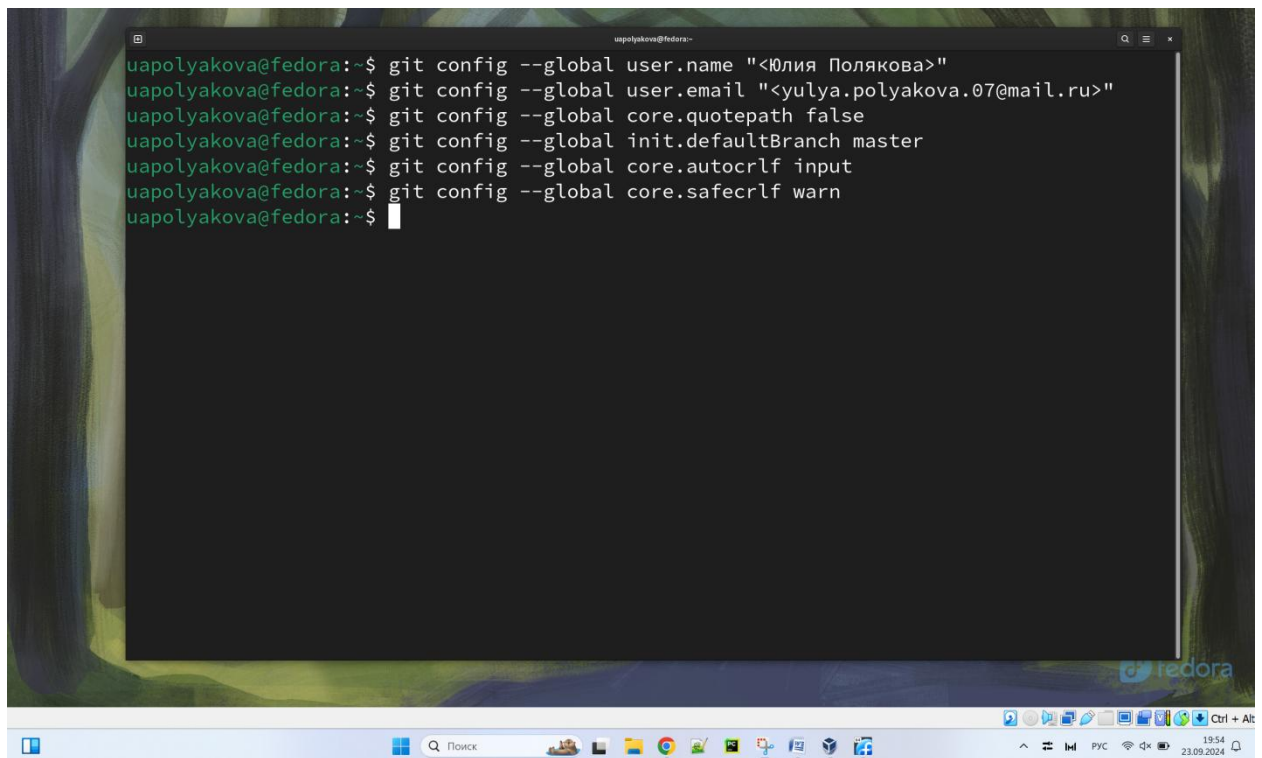 uapolyakova@fedora:~
uapolyakova@fedora:~$ git config --global user.name "<Юлия Полякова>"
uapolyakova@fedora:~$ git config --global user.email "<yulya.polyakova.07@mail.ru>"
uapolyakova@fedora:~$ git config --global core.quotepath false
uapolyakova@fedora:~$ git config --global init.defaultBranch master
uapolyakova@fedora:~$ git config --global core.autocrlf input
uapolyakova@fedora:~$ git config --global core.safecrlf warn
uapolyakova@fedora:~$
fedora
Ctrl + Alt
Поиск
РУС
19:54
23.09.2024